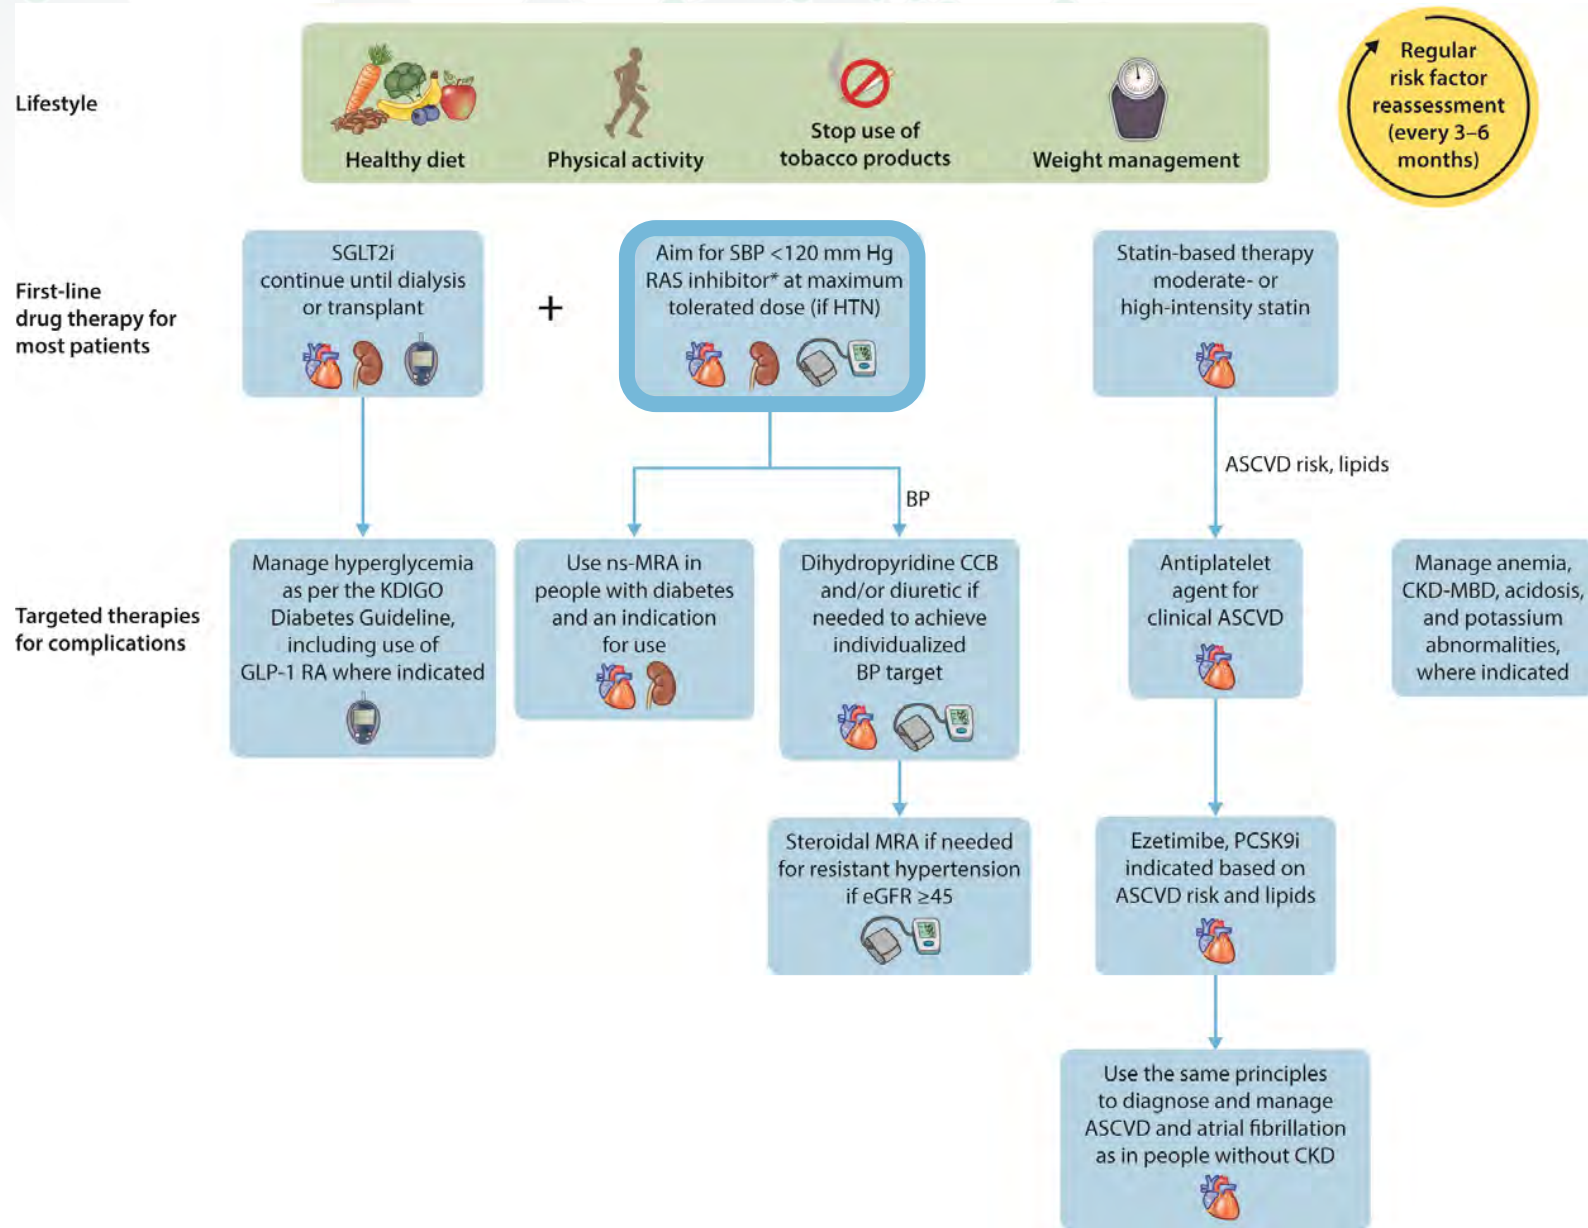 Lifestyle
Healthy diet
Physical activity
Stop use of
tobacco products
Weight management
Regular
risk factor
reassessment
(every 3–6
months)
First-line
drug therapy for
most patients
SGLT2i
continue until dialysis
or transplant
+
Aim for SBP <120 mm Hg
RAS inhibitor* at maximum
tolerated dose (if HTN)
Statin-based therapy
moderate- or
high-intensity statin
ASCVD risk, lipids
BP
Targeted therapies
for complications
Manage hyperglycemia
as per the KDIGO
Diabetes Guideline,
including use of
GLP-1 RA where indicated
Use ns-MRA in
people with diabetes
and an indication
for use
Dihydropyridine CCB
and/or diuretic if
needed to achieve
individualized
BP target
Antiplatelet
agent for
clinical ASCVD
Manage anemia,
CKD-MBD, acidosis,
and potassium
abnormalities,
where indicated
Steroidal MRA if needed
for resistant hypertension
if eGFR ≥45
Ezetimibe, PCSK9i
indicated based on
ASCVD risk and lipids
Use the same principles
to diagnose and manage
ASCVD and atrial fibrillation
as in people without CKD